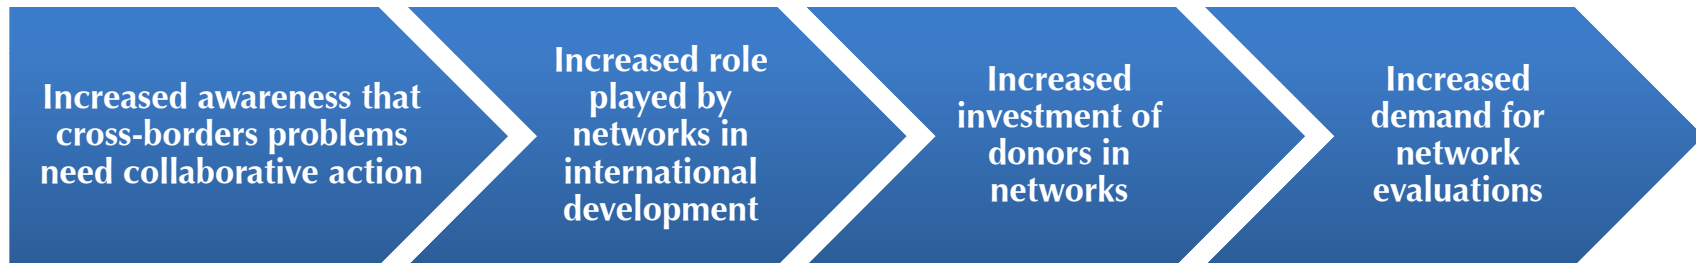 Increased awareness that
cross-borders problems
need collaborative action
Increased role
played by
networks in
international
development
Increased
investment of
donors in
networks
Increased
demand for
network
evaluations